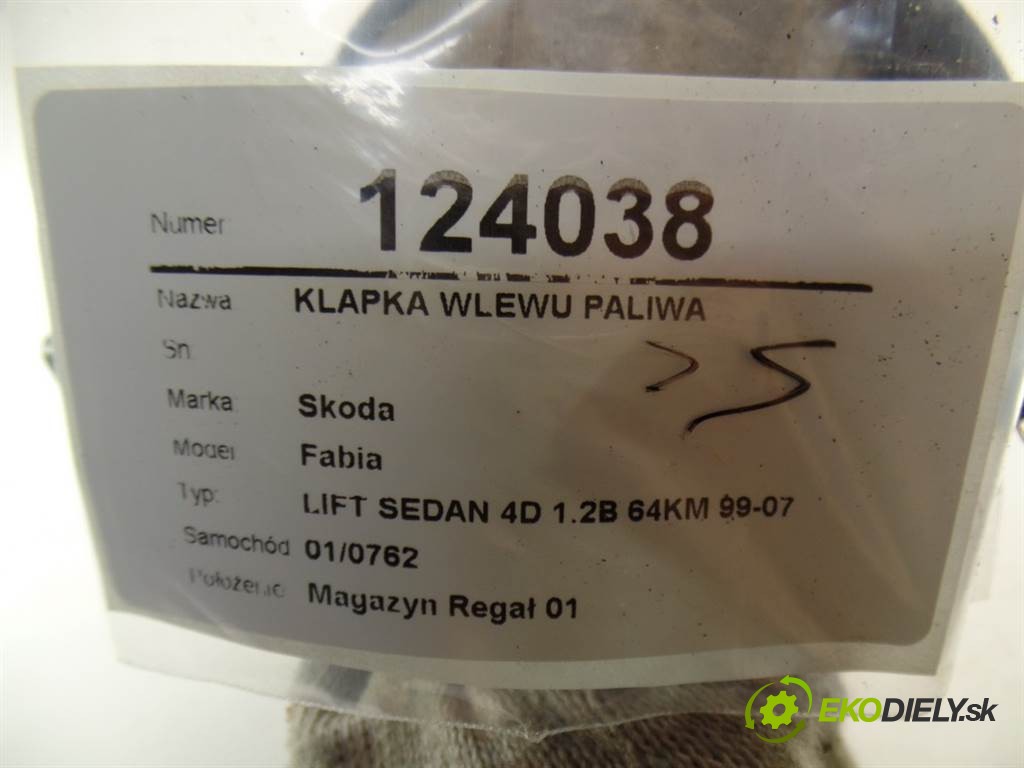 Numer: 124038
Nazwa KLAPKA WLEWU PALIWA
Sn
Marka: Skoda
Model Fabia
Typ: LIFT SEDAN 4D 1.2B 64KM 99-07
Samochód 01/0762
Położenie Magazyn Regał 01
EKODIELY.sk